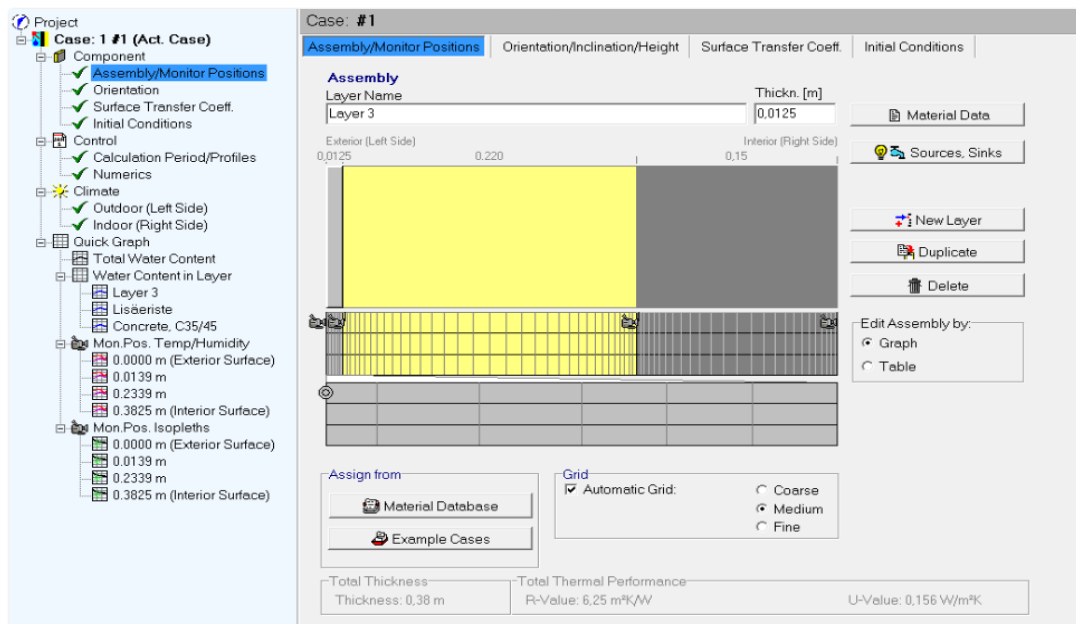 Project
Case: 1 #1 (Act. Case)
Component
Assembly/Monitor Positions
Orientation
Surface Transfer Coeff.
Initial Conditions
Control
Calculation Period/Profiles
Numerics
Climate
Outdoor (Left Side)
Indoor (Right Side)
Quick Graph
Total Water Content
Water Content in Layer
Layer 3
Lisäeriste
Concrete, C35/45
Mon.Pos. Temp/Humidity
0.0000 m (Exterior Surface)
0.0139 m
0.2339 m
0.3825 m (Interior Surface)
Mon.Pos. Isopleths
0.0000 m (Exterior Surface)
0.0139 m
0.2339 m
0.3825 m (Interior Surface)
Case: #1
Assembly/Monitor Positions Orientation/Inclination/Height Surface Transfer Coeff. Initial Conditions
Assembly
Layer Name Thickn. [m]
Layer 3 0,0125
Exterior (Left Side) Interior (Right Side)
0,0125 0.220 0,15
Material Data
Sources, Sinks
New Layer
Duplicate
Delete
Edit Assembly by:
Graph
Table
Assign from
Material Database
Example Cases
Grid
Automatic Grid:
Coarse
Medium
Fine
Total Thickness
Thickness: 0,38 m
Total Thermal Performance
R-Value: 6,25 m²K/W U-Value: 0,156 W/m²K